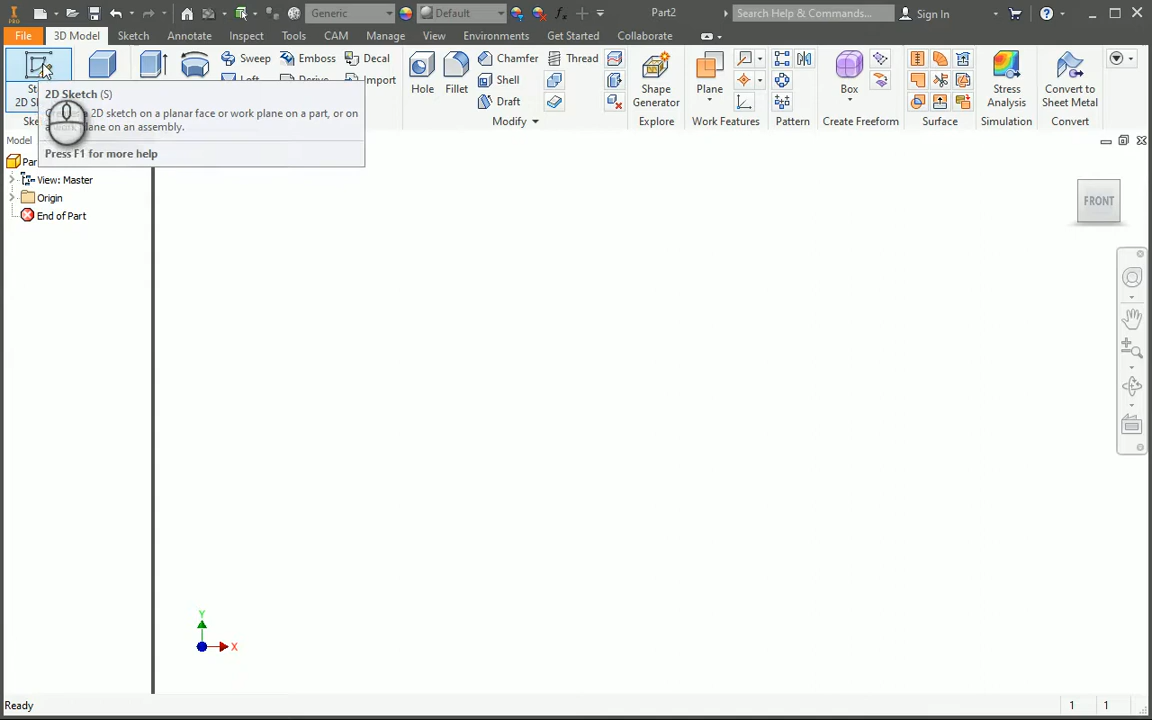 PRO
Generic
Default
Part2
Search Help & Commands...
Sign In
File
3D Model
Sketch
Annotate
Inspect
Tools
CAM
Manage
View
Environments
Get Started
Collaborate
Sweep
Emboss
Decal
Import
Hole
Fillet
Chamfer
Shell
Draft
Thread
Modify
Shape
Generator
Explore
Plane
Work Features
Pattern
Box
Create Freeform
Surface
Stress
Analysis
Simulation
Convert to
Sheet Metal
Convert
2D Sketch (S)
a 2D sketch on a planar face or work plane on a part, or on
plane on an assembly.
Press F1 for more help
Model
View: Master
Origin
End of Part
FRONT
Y
X
Ready
1
1